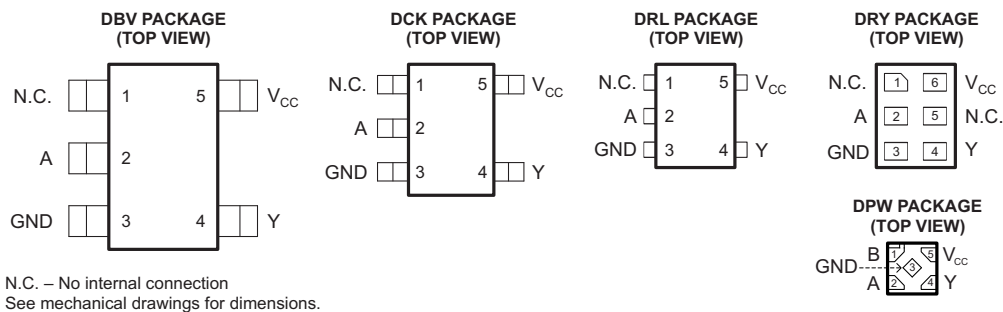 DBV PACKAGE
(TOP VIEW)
N.C. 1 5 VCC
A 2
GND 3 4 Y
DCK PACKAGE
(TOP VIEW)
N.C. 1 5 VCC
A 2
GND 3 4 Y
DRL PACKAGE
(TOP VIEW)
N.C. 1 5 VCC
A 2
GND 3 4 Y
DRY PACKAGE
(TOP VIEW)
N.C. 1 6 VCC
A 2 5 N.C.
GND 3 4 Y
DPW PACKAGE
(TOP VIEW)
B 1 5 VCC
GND 3
A 2 4 Y
N.C. – No internal connection
See mechanical drawings for dimensions.